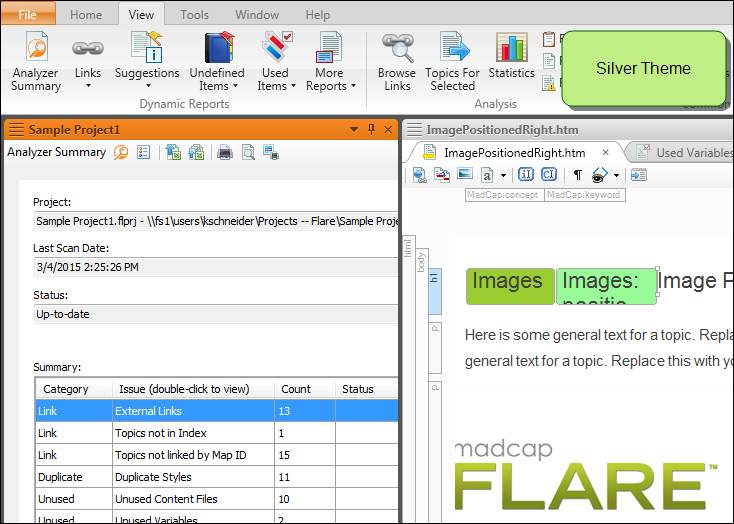 File Home View Tools Window Help
Analyzer Summary Links Suggestions Undefined Items Used Items More Reports Browse Links Topics For Selected Statistics
Dynamic Reports Analysis
Silver Theme
Sample Project1
Analyzer Summary
Project:
Sample Project1.flprj - \\fs1\users\kschneider\Projects -- Flare\Sample Proje
Last Scan Date:
3/4/2015 2:25:26 PM
Status:
Up-to-date
Summary:
Category Issue (double-click to view) Count Status
Link External Links 13
Link Topics not in Index 1
Link Topics not linked by Map ID 15
Duplicate Duplicate Styles 11
Unused Unused Content Files 10
Unused Unused Variables 2
ImagePositionedRight.htm
ImagePositionedRight.htm × Used Variables
MadCap:concept MadCap:keyword
html
body
h1
p
p
Images Images: Image P
Here is some general text for a topic. Repla
general text for a topic. Replace this with yo
madcap
FLARE™